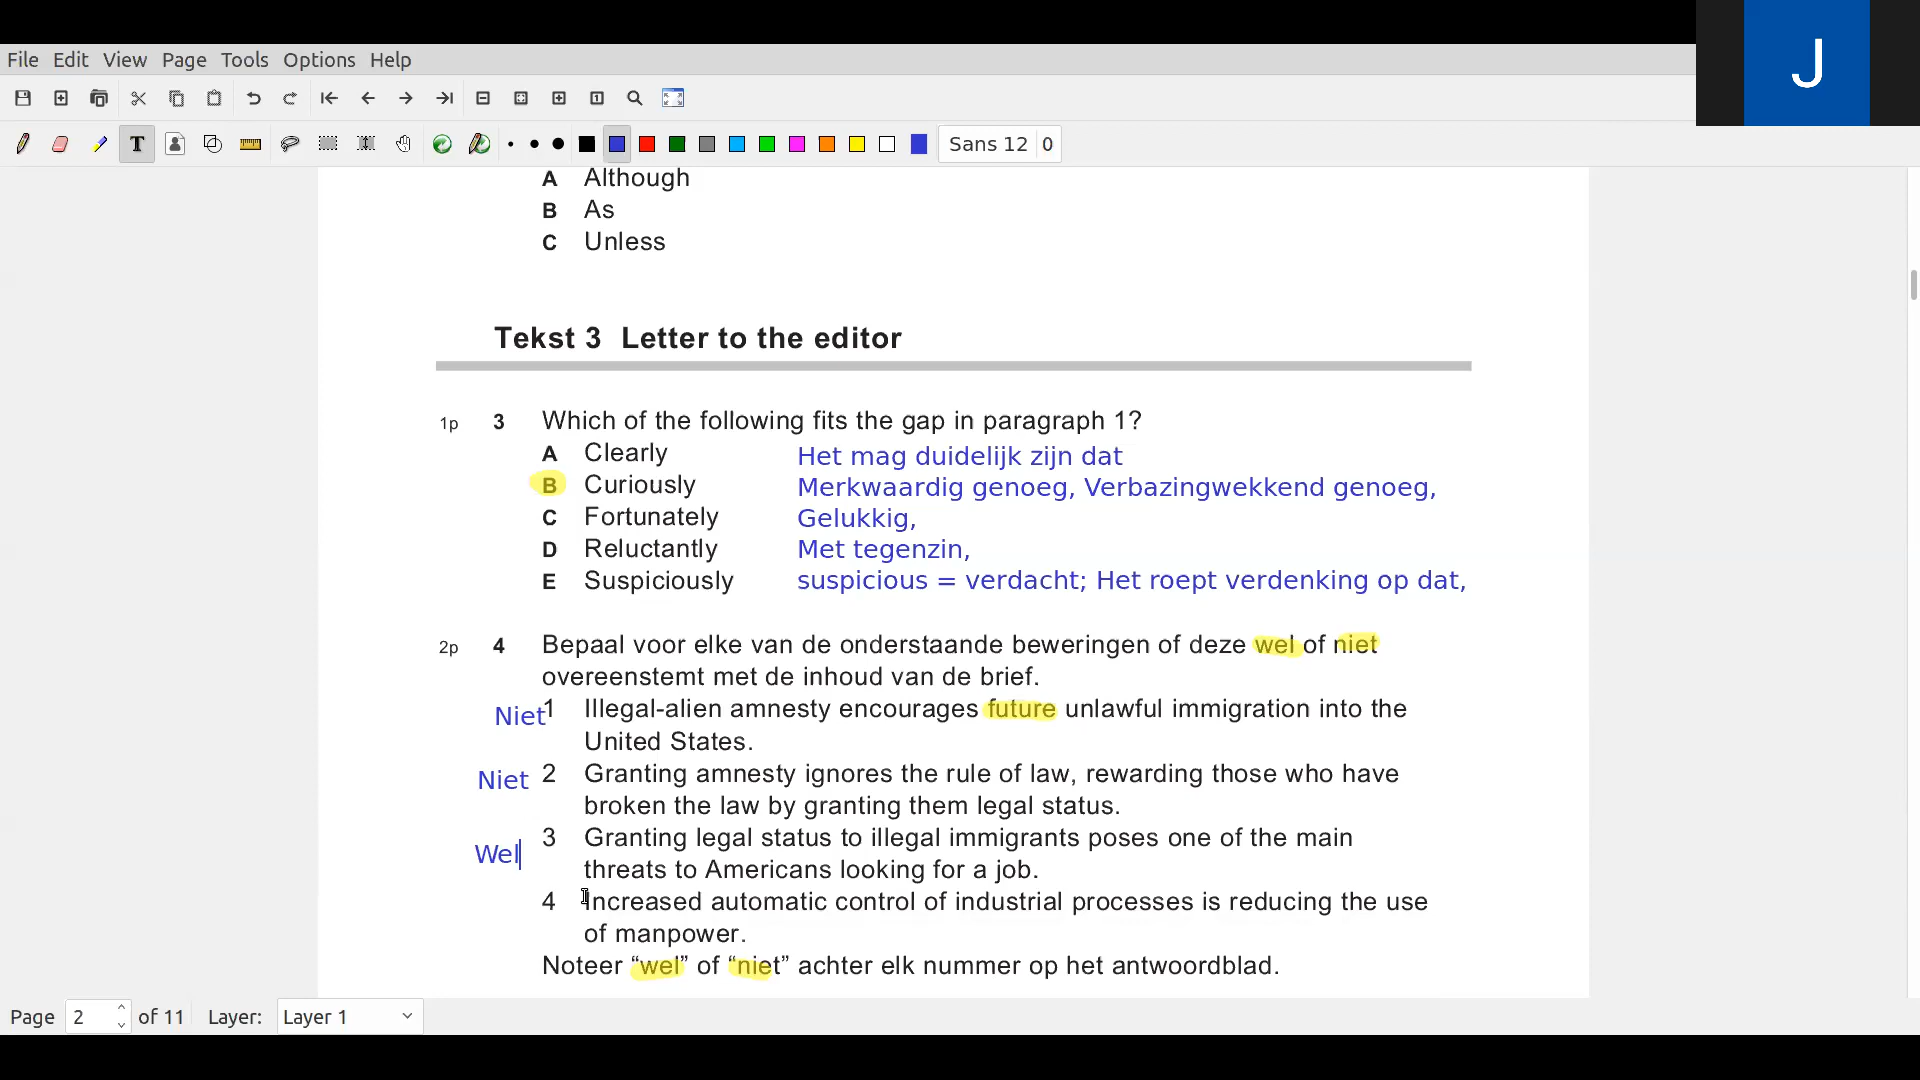 J
File Edit View Page Tools Options Help
T Sans 12 0
A Although
B As
C Unless
Tekst 3 Letter to the editor
1p 3 Which of the following fits the gap in paragraph 1?
A Clearly Het mag duidelijk zijn dat
B Curiously Merkwaardig genoeg, Verbazingwekkend genoeg,
C Fortunately Gelukkig,
D Reluctantly Met tegenzin,
E Suspiciously suspicious = verdacht; Het roept verdenking op dat,
2p 4 Bepaal voor elke van de onderstaande beweringen of deze wel of niet
overeenstemt met de inhoud van de brief.
Niet 1 Illegal-alien amnesty encourages future unlawful immigration into the
United States.
Niet 2 Granting amnesty ignores the rule of law, rewarding those who have
broken the law by granting them legal status.
Wel 3 Granting legal status to illegal immigrants poses one of the main
threats to Americans looking for a job.
4 Increased automatic control of industrial processes is reducing the use
of manpower.
Noteer “wel” of “niet” achter elk nummer op het antwoordblad.
Page 2 of 11 Layer: Layer 1